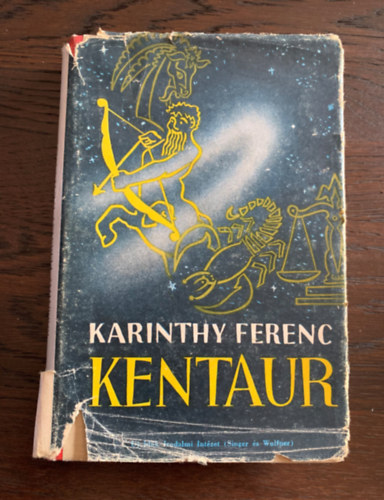 KARINTHY FERENC
KENTAUR
Irodalmi Intézet (Singer és Wolfner)